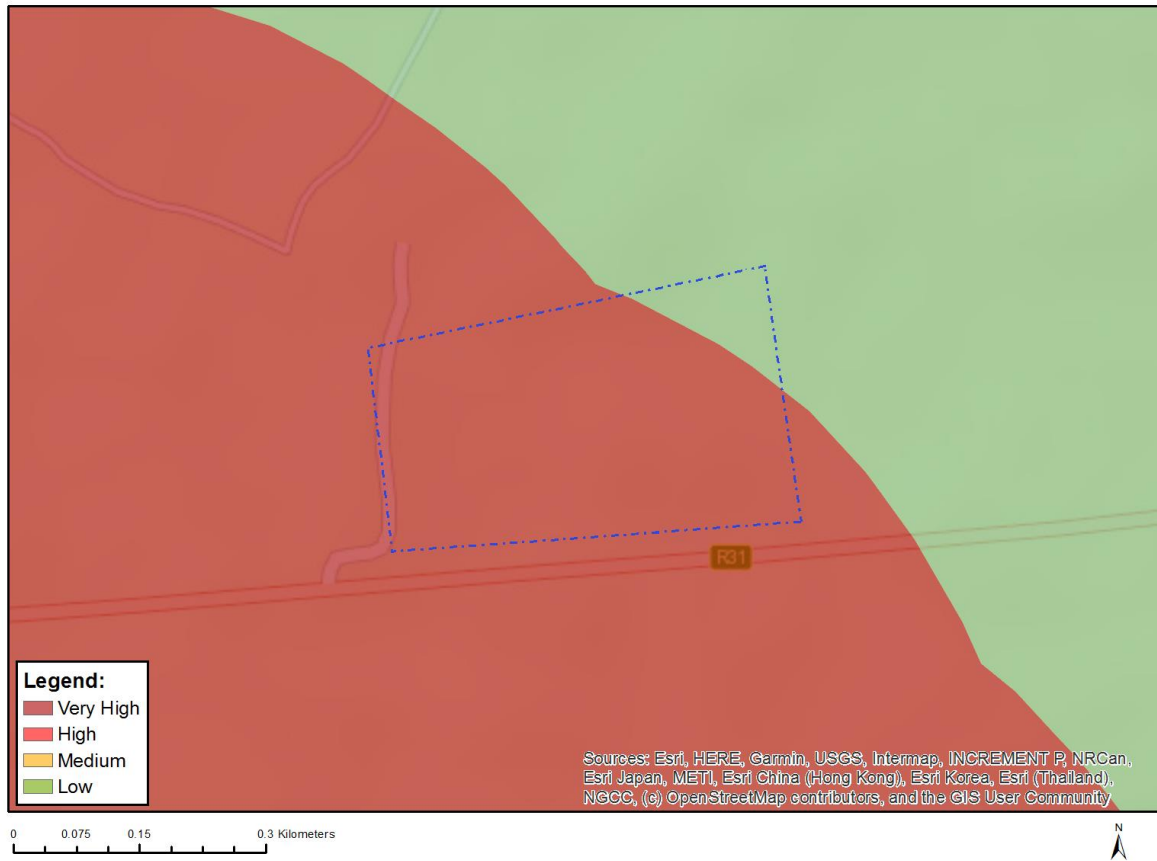 R31
Legend:
Very High
High
Medium
Low
Sources: Esri, HERE, Garmin, USGS, Intermap, INCREMENT P, NRCan,
Esri Japan, METI, Esri China (Hong Kong), Esri Korea, Esri (Thailand),
NGCC, (c) OpenStreetMap contributors, and the GIS User Community
0 0.075 0.15 0.3 Kilometers
N